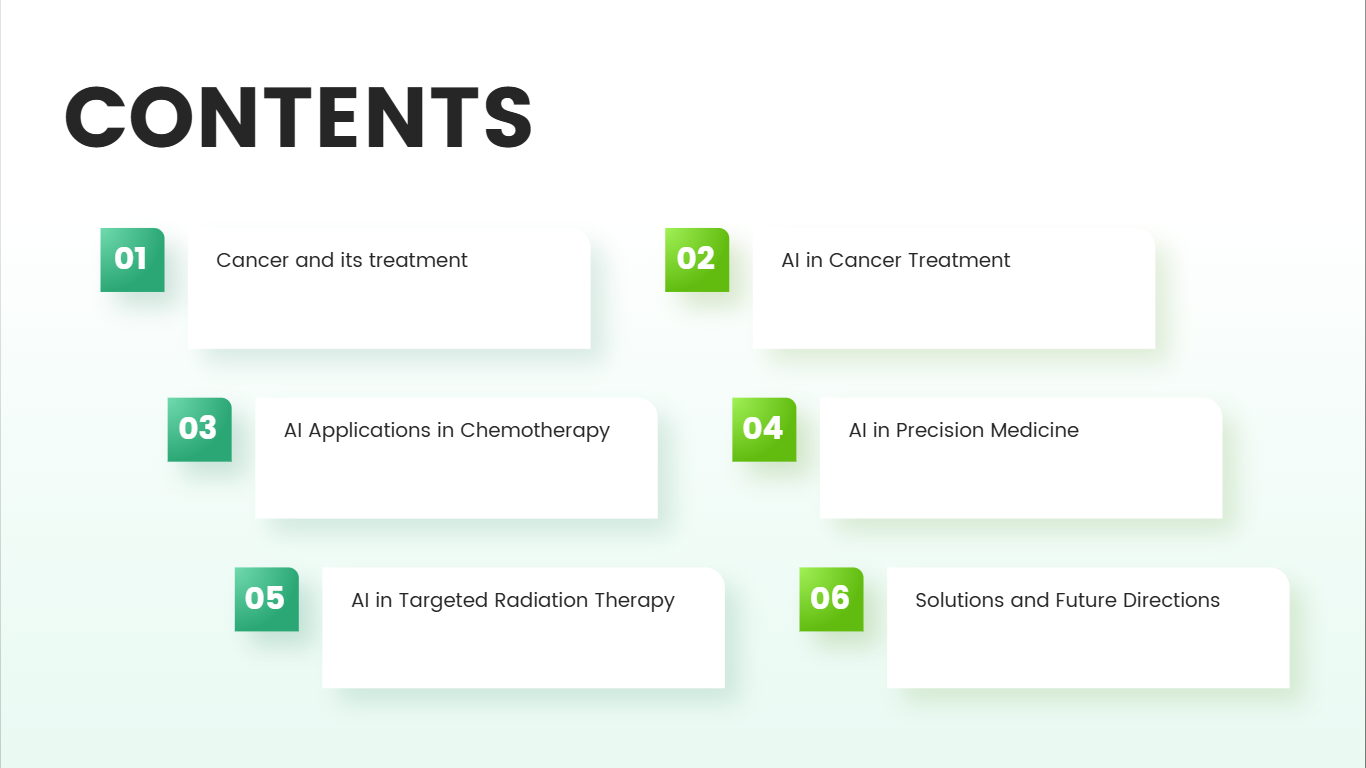 CONTENTS
01
Cancer and its treatment
02
AI in Cancer Treatment
03
AI Applications in Chemotherapy
04
AI in Precision Medicine
05
AI in Targeted Radiation Therapy
06
Solutions and Future Directions